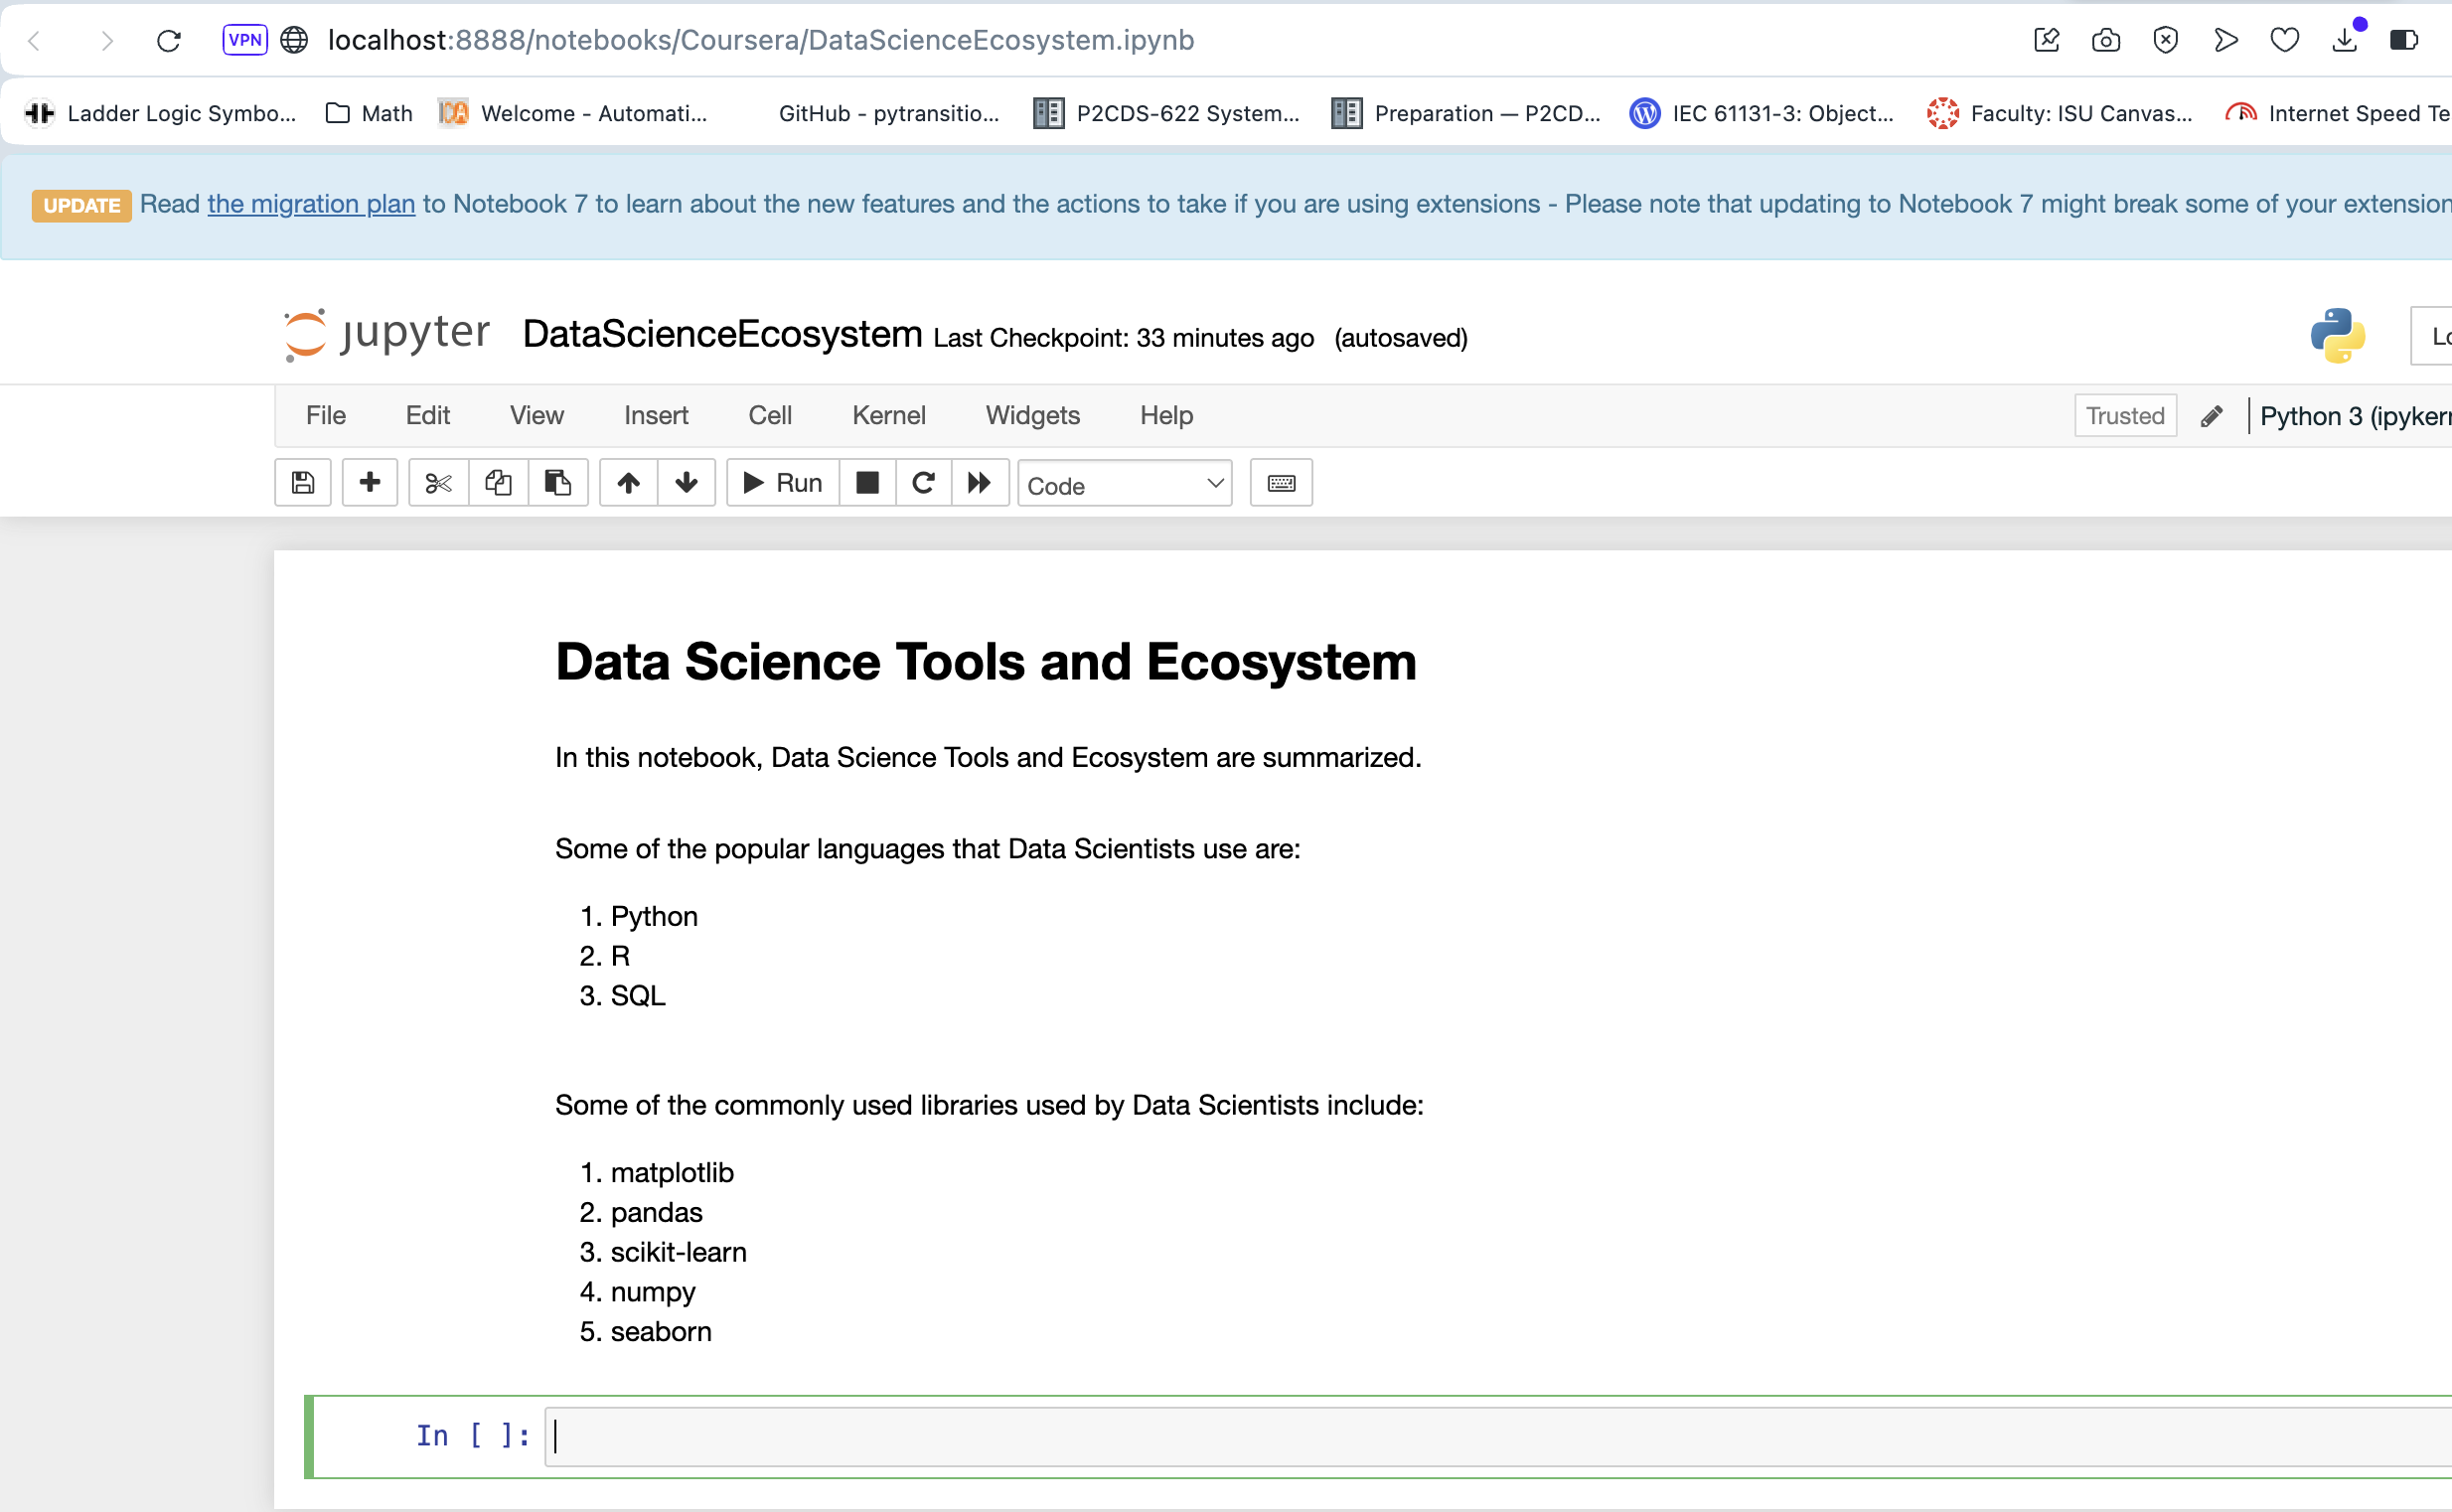 VPN localhost:8888/notebooks/Coursera/DataScienceEcosystem.ipynb
Ladder Logic Symbo... Math Welcome - Automati... GitHub - pytransitio... P2CDS-622 System... Preparation — P2CD... IEC 61131-3: Object... Faculty: ISU Canvas... Internet Speed Te
UPDATE Read the migration plan to Notebook 7 to learn about the new features and the actions to take if you are using extensions - Please note that updating to Notebook 7 might break some of your extension
jupyter DataScienceEcosystem Last Checkpoint: 33 minutes ago (autosaved) Lo
File Edit View Insert Cell Kernel Widgets Help Trusted Python 3 (ipykern
Run Code
Data Science Tools and Ecosystem
In this notebook, Data Science Tools and Ecosystem are summarized.
Some of the popular languages that Data Scientists use are:
1. Python
2. R
3. SQL
Some of the commonly used libraries used by Data Scientists include:
1. matplotlib
2. pandas
3. scikit-learn
4. numpy
5. seaborn
In [ ]: